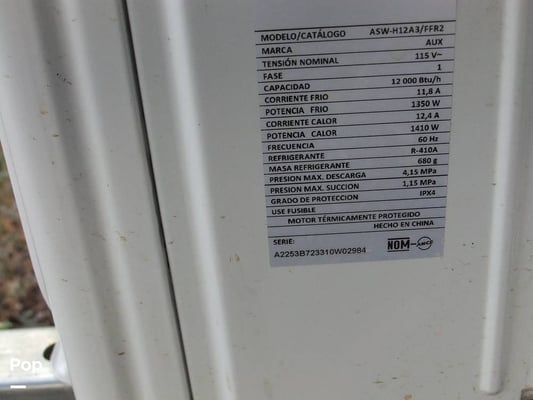 MODELO/CATÁLOGO ASW-H12A3/FFR2
MARCA AUX
TENSIÓN NOMINAL 115 V~
FASE 1
CAPACIDAD 12 000 Btu/h
CORRIENTE FRIO 11,8 A
POTENCIA FRIO 1350 W
CORRIENTE CALOR 12,4 A
POTENCIA CALOR 1410 W
FRECUENCIA 60 Hz
REFRIGERANTE R-410A
MASA REFRIGERANTE 680g
PRESION MAX. DESCARGA 4,15 MPa
PRESION MAX. SUCCION 1,15 MPa
GRADO DE PROTECCION IPX4
USE FUSIBLE
MOTOR TÉRMICAMENTE PROTEGIDO
HECHO EN CHINA
SERIE: NOM-ANCE
A2253B723310W02984
Pop